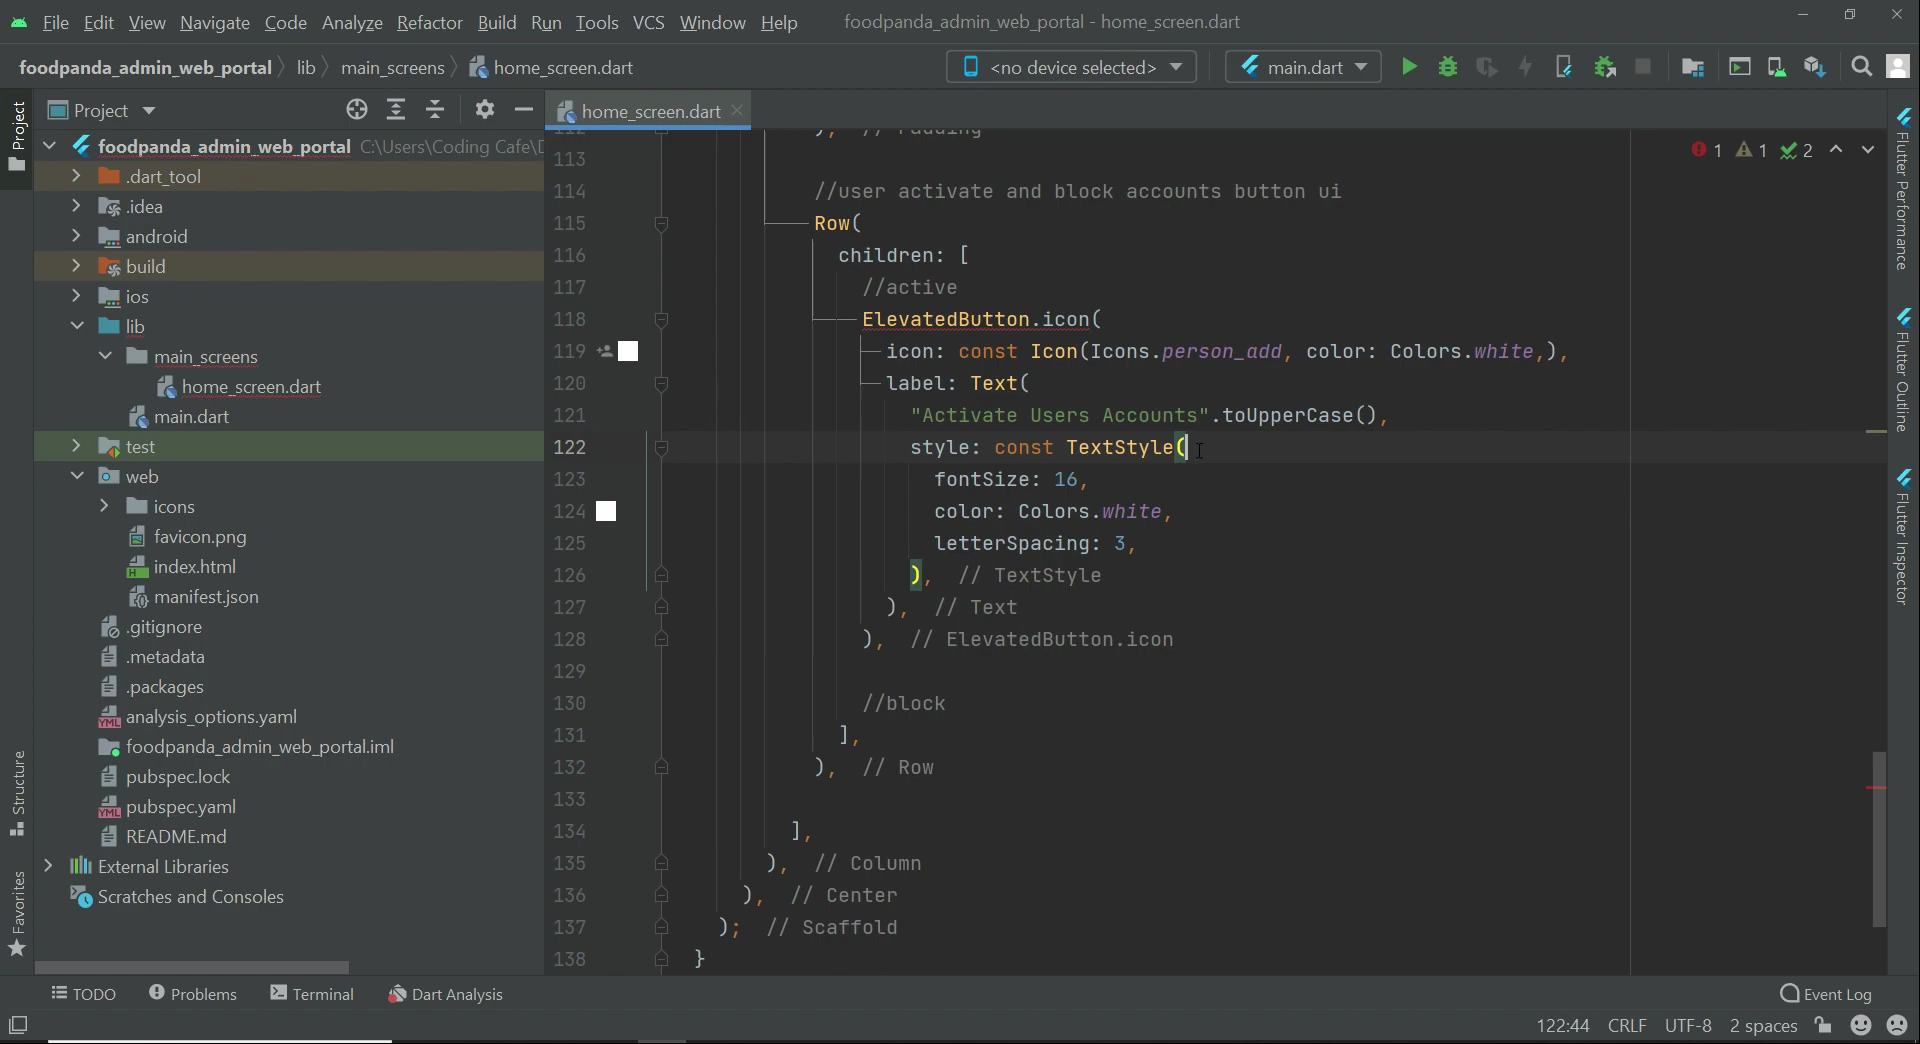 File Edit View Navigate Code Analyze Refactor Build Run Tools VCS Window Help foodpanda_admin_web_portal - home_screen.dart
foodpanda_admin_web_portal lib main_screens home_screen.dart <no device selected> main.dart
Project
home_screen.dart
Project
foodpanda_admin_web_portal C:\Users\Coding Cafe\
.dart_tool
.idea
android
build
ios
lib
main_screens
home_screen.dart
main.dart
test
web
icons
favicon.png
index.html
manifest.json
.gitignore
.metadata
.packages
analysis_options.yaml
foodpanda_admin_web_portal.iml
pubspec.lock
pubspec.yaml
README.md
External Libraries
Scratches and Consoles
Structure
Favorites
1 1 2
112 ), // Padding
113
114 //user activate and block accounts button ui
115 Row(
116 children: [
117 //active
118 ElevatedButton.icon(
119 icon: const Icon(Icons.person_add, color: Colors.white,),
120 label: Text(
121 "Activate Users Accounts".toUpperCase(),
122 style: const TextStyle(
123 fontSize: 16,
124 color: Colors.white,
125 letterSpacing: 3,
126 ), // TextStyle
127 ), // Text
128 ), // ElevatedButton.icon
129
130 //block
131 ],
132 ), // Row
133
134 ],
135 ), // Column
136 ), // Center
137 ); // Scaffold
138 }
Flutter Performance
Flutter Outline
Flutter Inspector
TODO Problems Terminal Dart Analysis Event Log
122:44 CRLF UTF-8 2 spaces